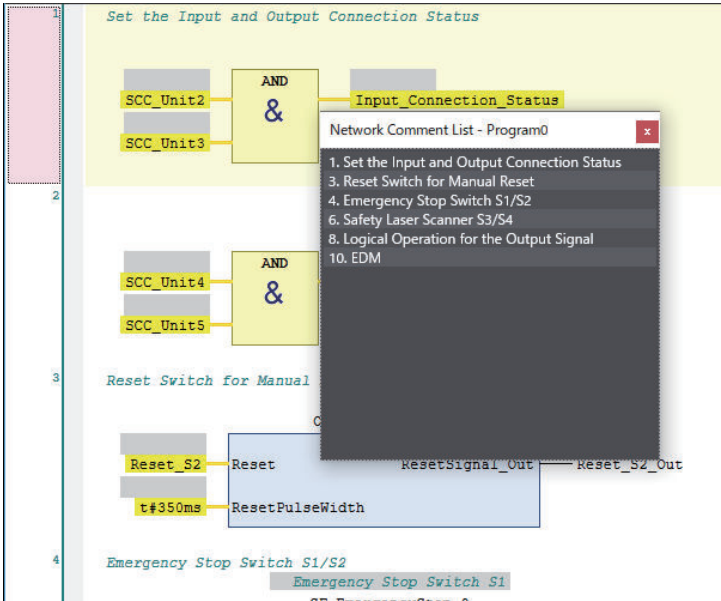 1
Set the Input and Output Connection Status
AND
&
SCC_Unit2
Input_Connection_Status
SCC_Unit3
Network Comment List - Program0
x
1. Set the Input and Output Connection Status
3. Reset Switch for Manual Reset
4. Emergency Stop Switch S1/S2
6. Safety Laser Scanner S3/S4
8. Logical Operation for the Output Signal
10. EDM
2
AND
&
SCC_Unit4
SCC_Unit5
3
Reset Switch for Manual
Reset_S2
Reset
ResetSignal_Out
Reset_S2_Out
t#350ms
ResetPulseWidth
4
Emergency Stop Switch S1/S2
Emergency Stop Switch S1